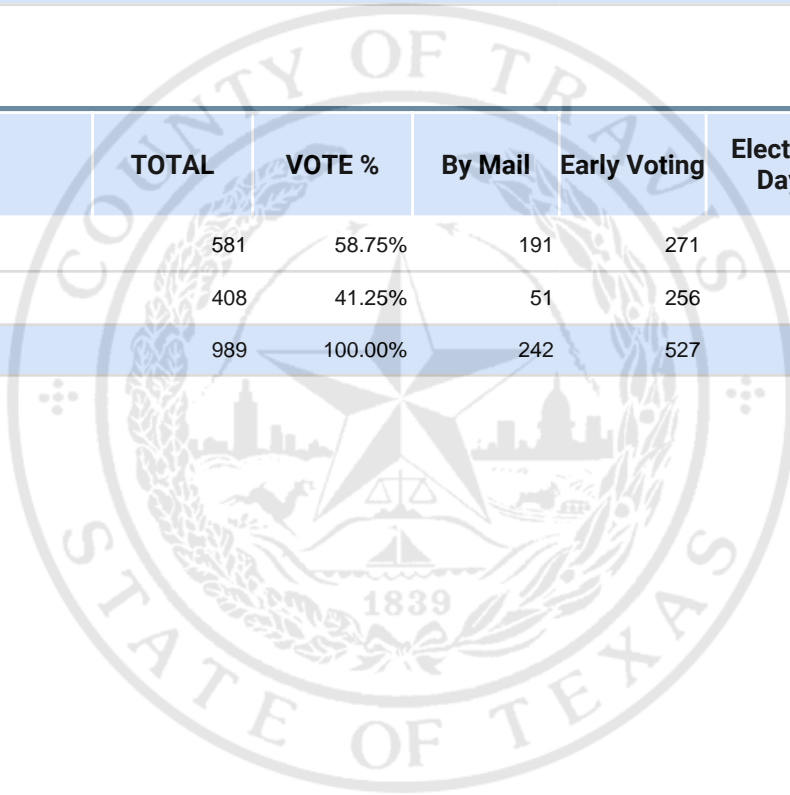 COUNTY OF TRAVIS
TOTAL VOTE % By Mail Early Voting
581 58.75% 191 271
408 41.25% 51 256
989 100.00% 242 527
1839
STATE OF TEXAS